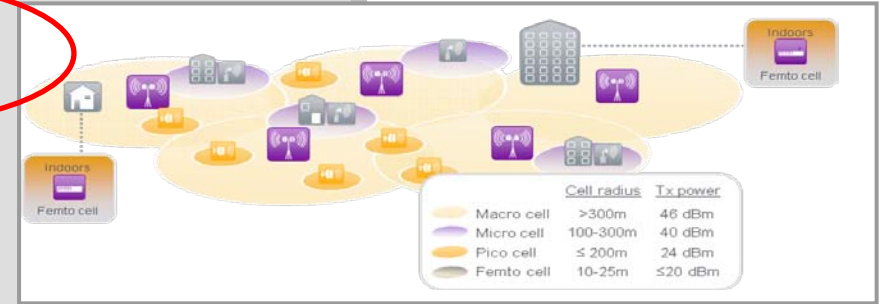 Indoors
Femto cell
Indoors
Femto cell
Cell radius Tx power
Macro cell >300m 46 dBm
Micro cell 100-300m 40 dBm
Pico cell ≤ 200m 24 dBm
Femto cell 10-25m ≤20 dBm